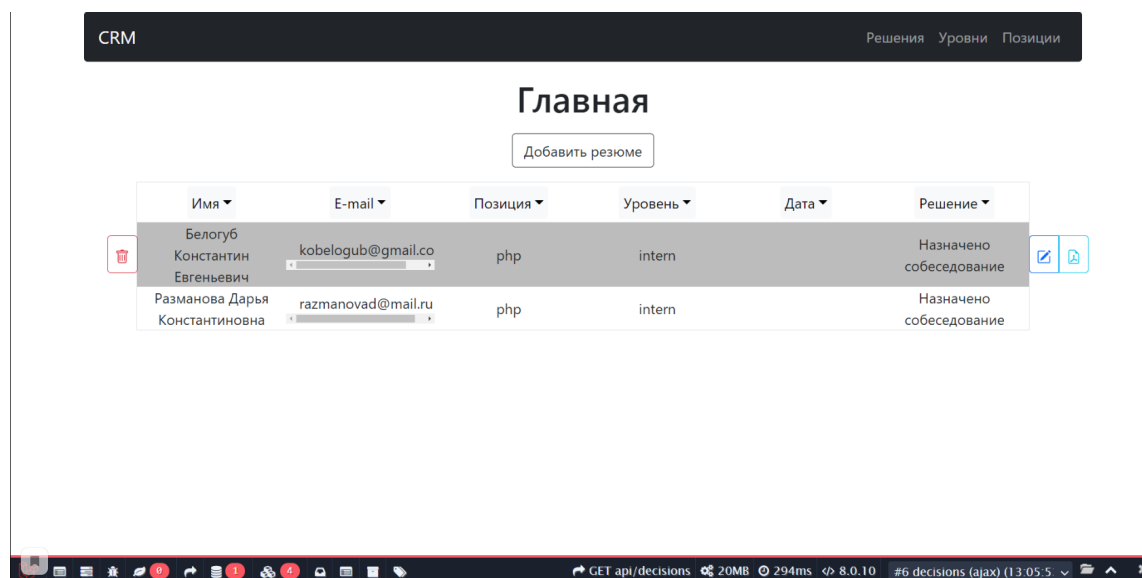 CRM
Решения Уровни Позиции
Главная
Добавить резюме
Имя E-mail Позиция Уровень Дата Решение
Белогуб
Константин
Евгеньевич
kobelogub@gmail.co
php
intern
Назначено
собеседование
Разманова Дарья
Константиновна
razmanovad@mail.ru
php
intern
Назначено
собеседование
0 1 4 GET api/decisions 20MB 294ms 8.0.10 #6 decisions (ajax) (13:05:5